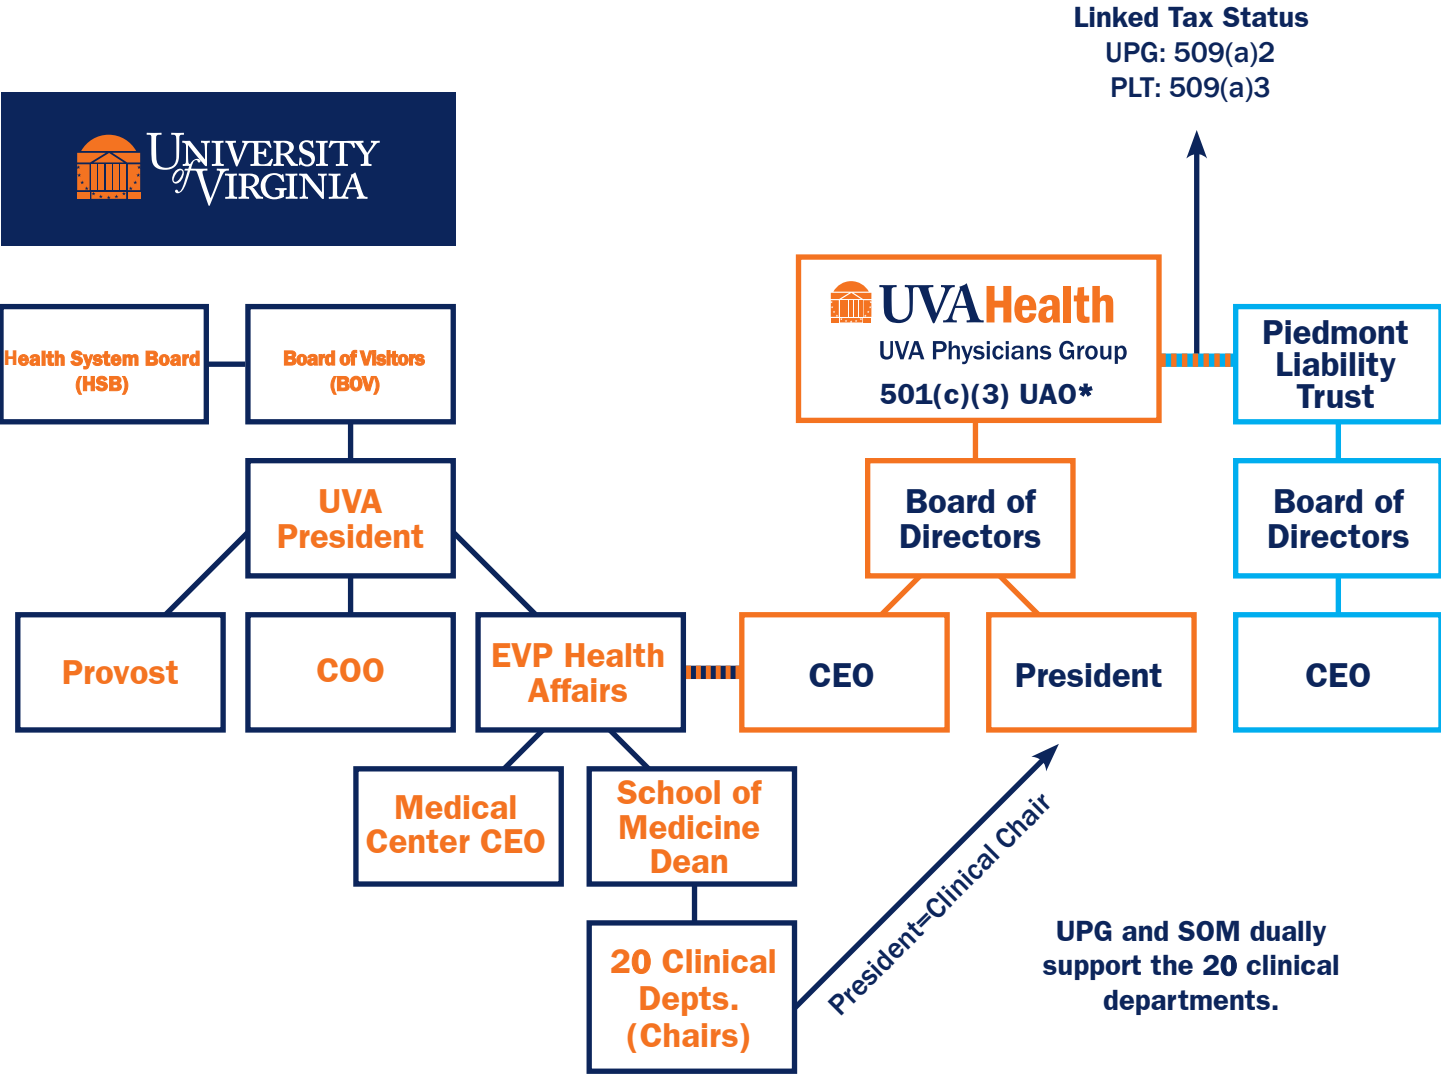 Linked Tax Status
UPG: 509(a)2
PLT: 509(a)3
UNIVERSITY
of VIRGINIA
Health System Board
(HSB)
Board of Visitors
(BOV)
UVA
President
Provost
COO
EVP Health
Affairs
Medical
Center CEO
School of
Medicine
Dean
20 Clinical
Depts.
(Chairs)
UVAHealth
UVA Physicians Group
501(c)(3) UAO*
Board of
Directors
CEO
President
President=Clinical Chair
Piedmont
Liability
Trust
Board of
Directors
CEO
UPG and SOM dually
support the 20 clinical
departments.